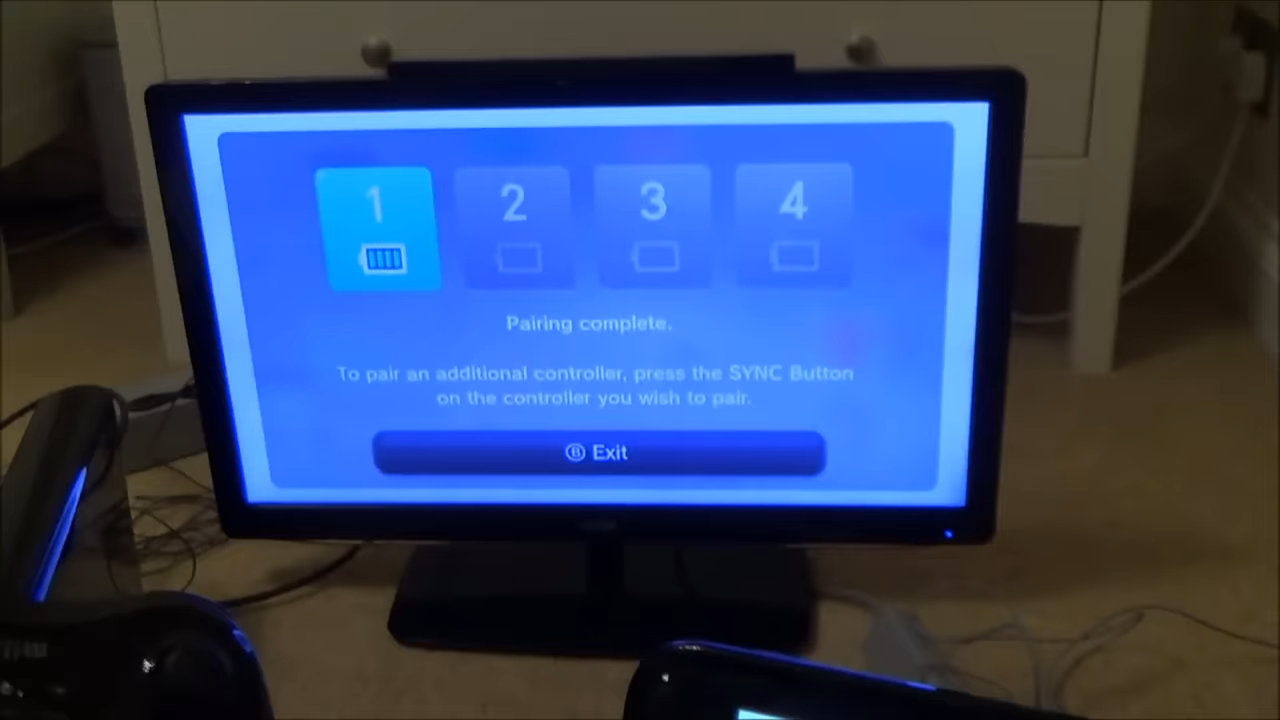 1
2
3
4
Pairing complete.
To pair an additional controller, press the SYNC Button
on the controller you wish to pair.
Ⓑ Exit